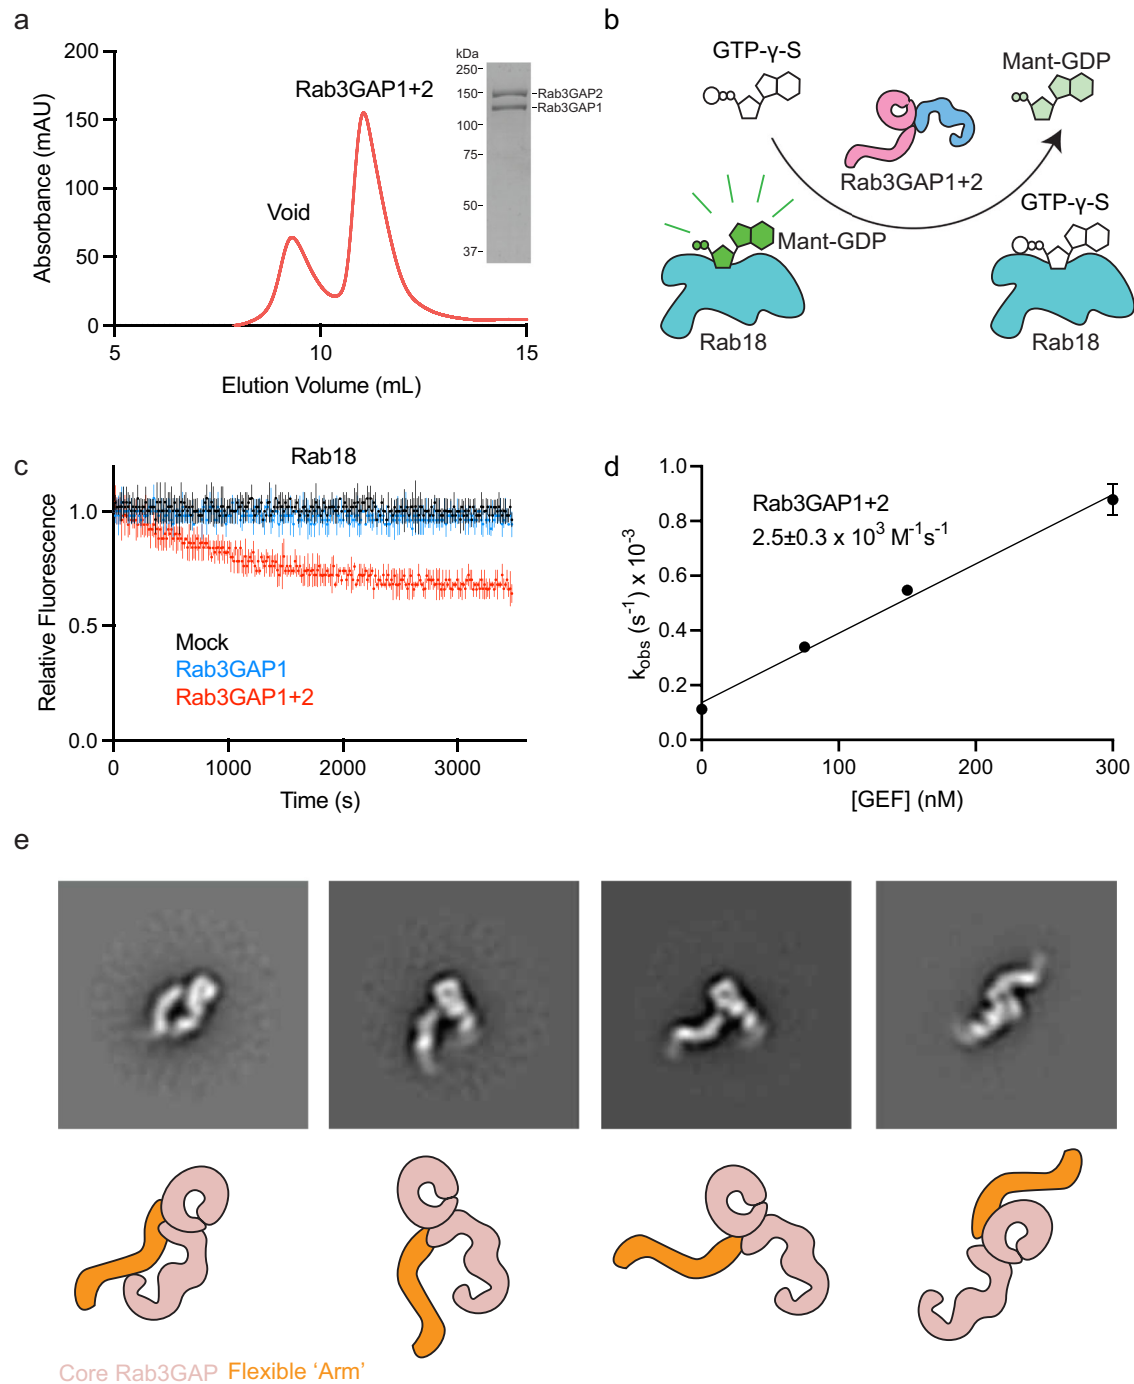 a
200
150
100
50
0
Absorbance (mAU)
5
10
15
Elution Volume (mL)
Void
Rab3GAP1+2
kDa
250
150
100
75
50
37
Rab3GAP2
Rab3GAP1
b
GTP-γ-S
Mant-GDP
Rab3GAP1+2
GTP-γ-S
Mant-GDP
Rab18
Rab18
c
Rab18
1.0
0.5
0.0
Relative Fluorescence
Mock
Rab3GAP1
Rab3GAP1+2
0
1000
2000
3000
Time (s)
d
1.0
0.8
0.6
0.4
0.2
0.0
k_obs (s⁻¹) x 10⁻³
Rab3GAP1+2
2.5±0.3 x 10³ M⁻¹s⁻¹
0
100
200
300
[GEF] (nM)
e
Core Rab3GAP Flexible ‘Arm’